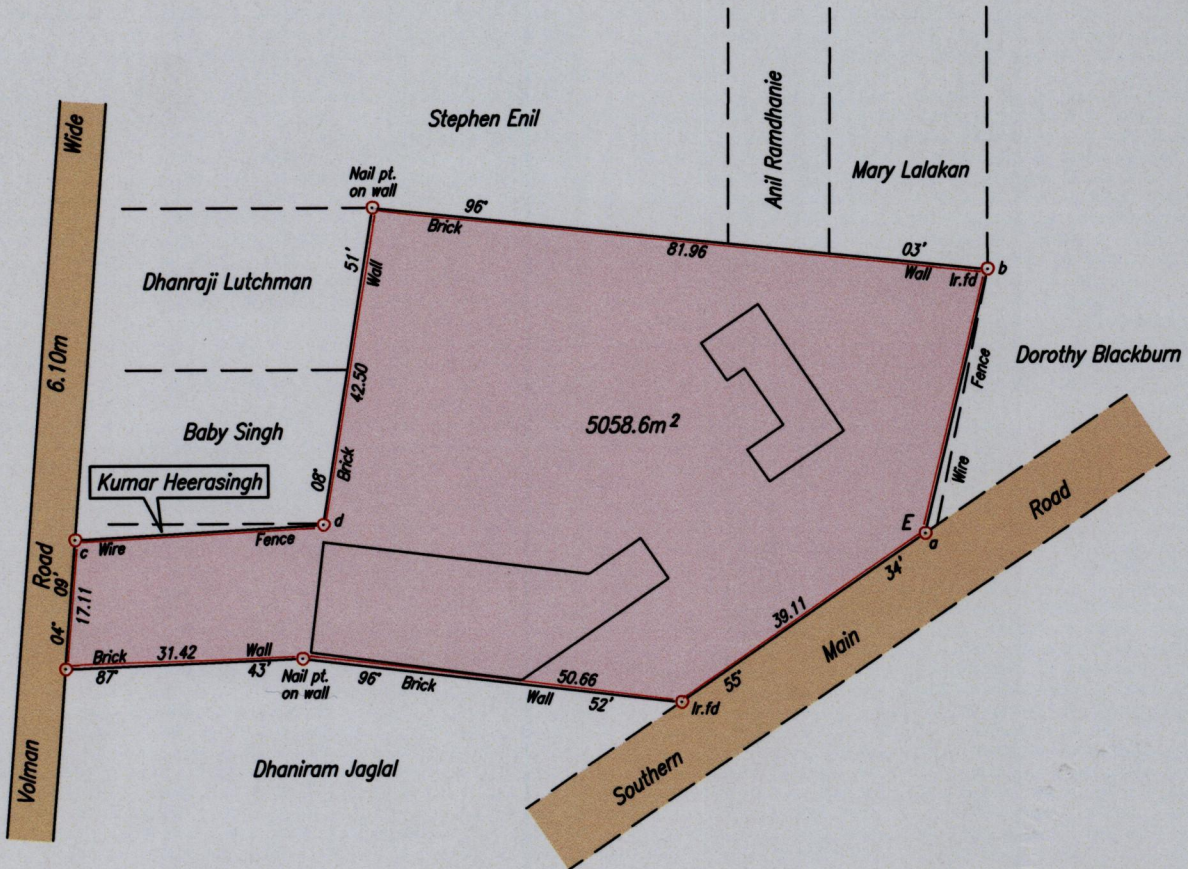 Wide
6.10m
Road
Volman
Stephen Enil
Anil Ramdhanie
Mary Lalakan
Nail pt.
on wall
96°
Brick
81.96
03'
Wall
Ir.fd
b
Dhanraji Lutchman
51'
Wall
42.50
Brick
08°
Baby Singh
Kumar Heerasingh
5058.6m²
Dorothy Blackburn
Fence
Wire
E
a
c
Wire
Fence
d
09'
17.11
04°
Brick
31.42
Wall
87°
43'
Nail pt.
on wall
96°
Brick
50.66
Wall
52'
Ir.fd
39.11
34'
55°
Dhaniram Jaglal
Southern
Main
Road